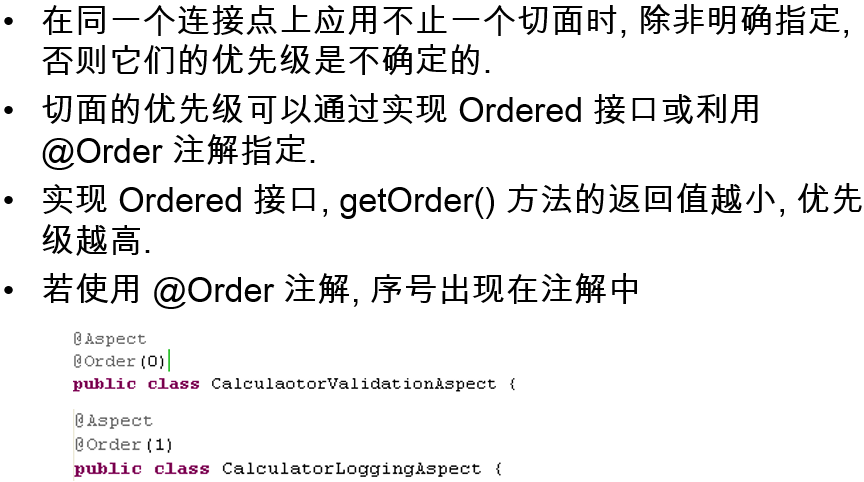 • 在同一个连接点上应用不止一个切面时, 除非明确指定,
否则它们的优先级是不确定的.
• 切面的优先级可以通过实现 Ordered 接口或利用
@Order 注解指定.
• 实现 Ordered 接口, getOrder() 方法的返回值越小, 优先
级越高.
• 若使用 @Order 注解, 序号出现在注解中
@Aspect
@Order(0)
public class CalculaotorValidationAspect {
@Aspect
@Order(1)
public class CalculatorLoggingAspect {